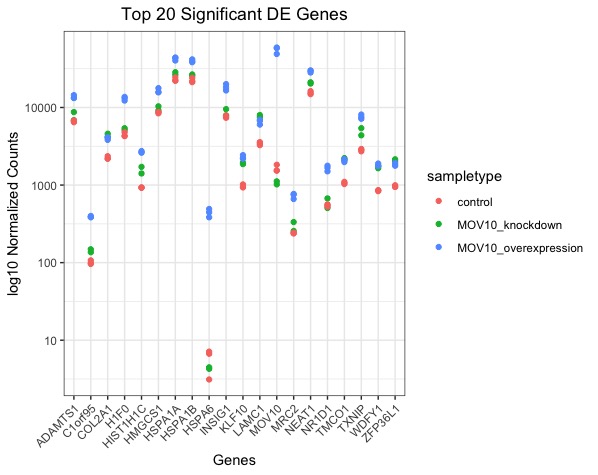 Top 20 Significant DE Genes
log10 Normalized Counts
10000
1000
100
10
ADAMTS1
C1orf95
COL2A1
H1F0
HIST1H1C
HMGCS1
HSPA1A
HSPA1B
HSPA6
INSIG1
KLF10
LAMC1
MOV10
MRC2
NEAT1
NR1D1
TMCO1
TXNIP
WDFY1
ZFP36L1
Genes
sampletype
control
MOV10_knockdown
MOV10_overexpression